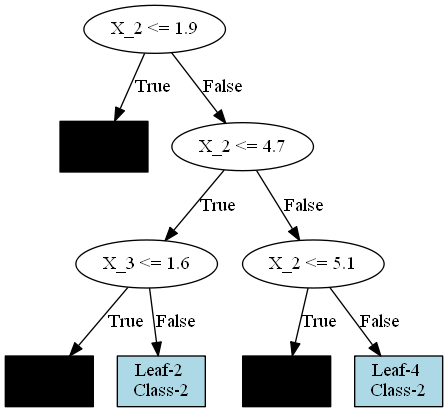 X_2 <= 1.9
True
False
X_2 <= 4.7
True
False
X_3 <= 1.6
X_2 <= 5.1
True
False
True
False
Leaf-2
Class-2
Leaf-4
Class-2